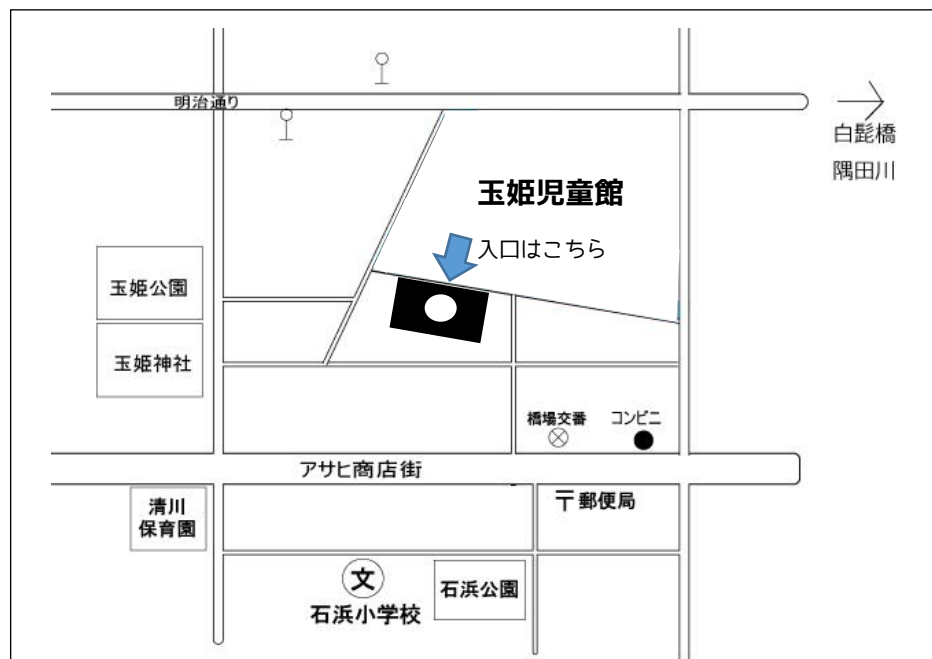 明治通り
白髭橋
隅田川
玉姫児童館
入口はこちら
玉姫公園
玉姫神社
橋場交番
コンビニ
アサヒ商店街
清川
保育園
〒郵便局
文
石浜小学校
石浜公園